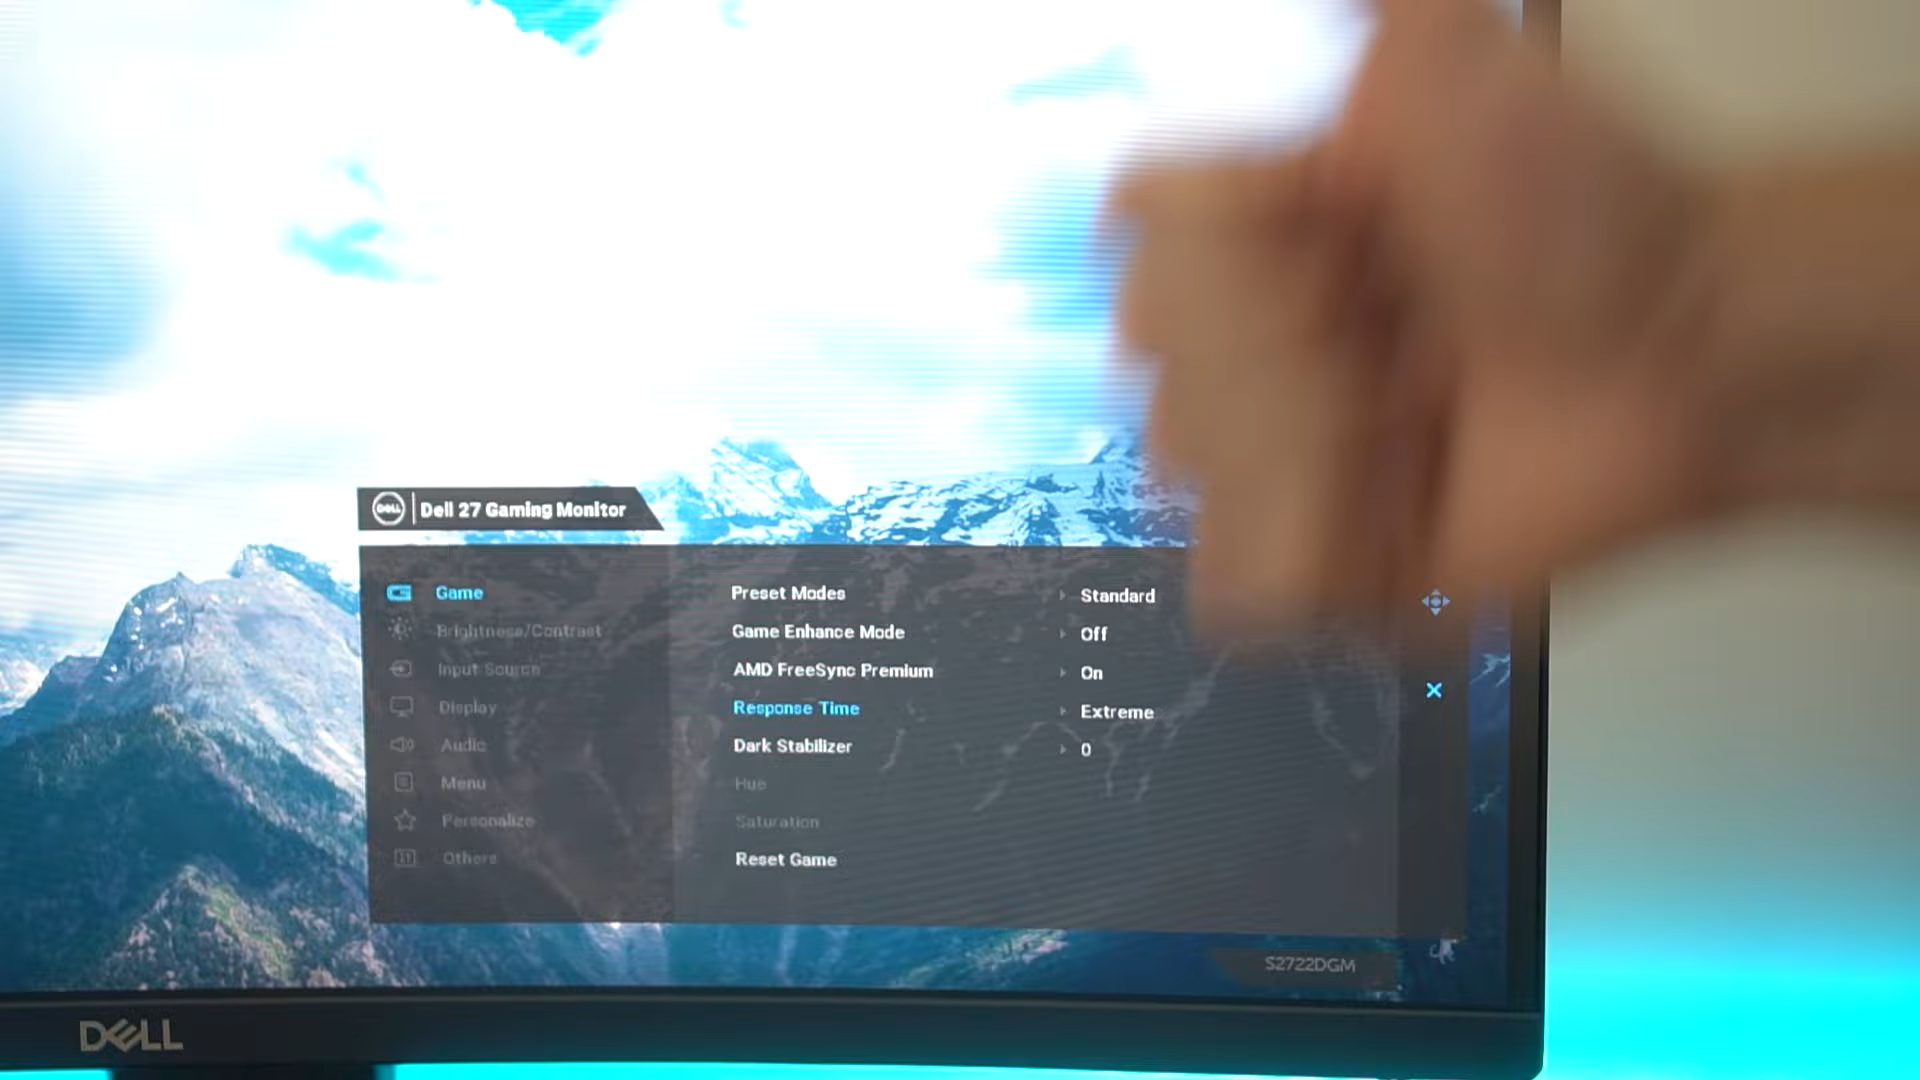 DELL Dell 27 Gaming Monitor
Game
Brightness/Contrast
Input Source
Display
Audio
Menu
Personalize
Others
Preset Modes Standard
Game Enhance Mode Off
AMD FreeSync Premium On
Response Time Extreme
Dark Stabilizer 0
Hue
Saturation
Reset Game
S2722DGM
DELL